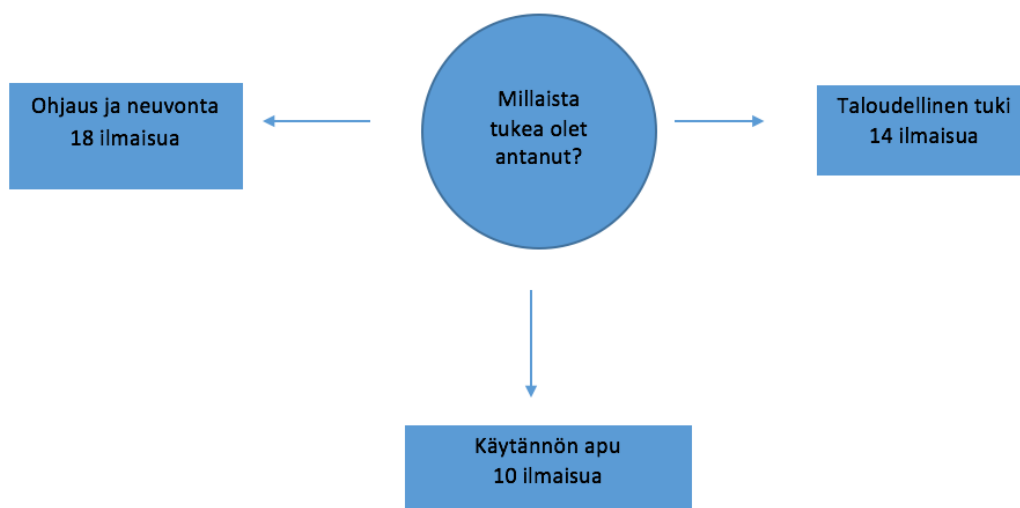 Millaista
tukea olet
antanut?
Ohjaus ja neuvonta
18 ilmaisua
Taloudellinen tuki
14 ilmaisua
Käytännön apu
10 ilmaisua